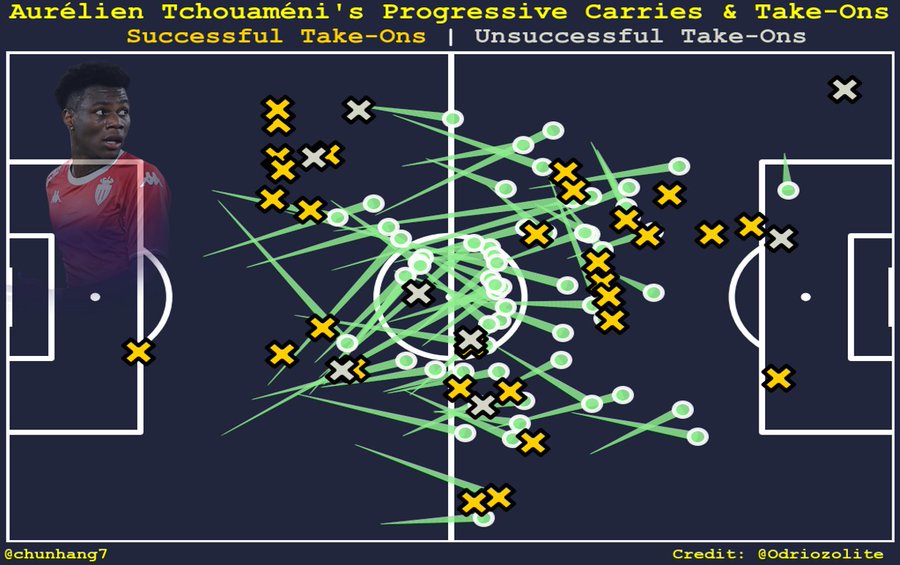 Aurélien Tchouaméni's Progressive Carries & Take-Ons
Successful Take-Ons | Unsuccessful Take-Ons
@chunhang7
Credit: @Odriozolite